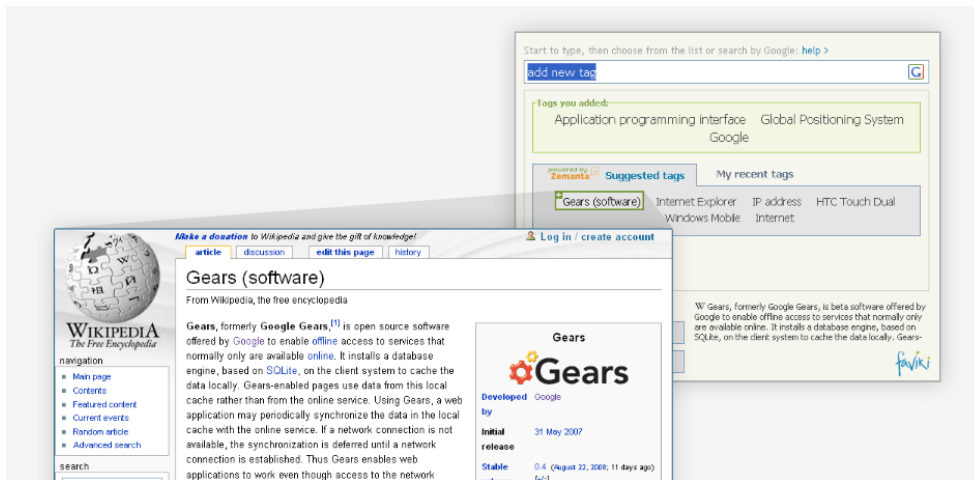 Start to type, then choose from the list or search by Google: help >
add new tag
G
Tags you added:
Application programming interface Global Positioning System
Google
powered by
Zemanta Suggested tags My recent tags
Gears (software) Internet Explorer IP address HTC Touch Dual
Windows Mobile Internet
W Gears, formerly Google Gears, is beta software offered by
Google to enable offline access to services that normally only
are available online. It installs a database engine, based on
SQLite, on the client system to cache the data locally. Gears-
faviki
Make a donation to Wikipedia and give the gift of knowledge!
Log in / create account
article discussion edit this page history
WIKIPEDIA
The Free Encyclopedia
navigation
Main page
Contents
Featured content
Current events
Random article
Advanced search
search
Gears (software)
From Wikipedia, the free encyclopedia
Gears, formerly Google Gears,[1] is open source software
offered by Google to enable offline access to services that
normally only are available online. It installs a database
engine, based on SQLite, on the client system to cache the
data locally. Gears-enabled pages use data from this local
cache rather than from the online service. Using Gears, a web
application may periodically synchronize the data in the local
cache with the online service. If a network connection is not
available, the synchronization is deferred until a network
connection is established. Thus Gears enables web
applications to work even though access to the network
Gears
Gears
Developed Google
by
Initial 31 May 2007
release
Stable 0.4 (August 22, 2008; 11 days ago)